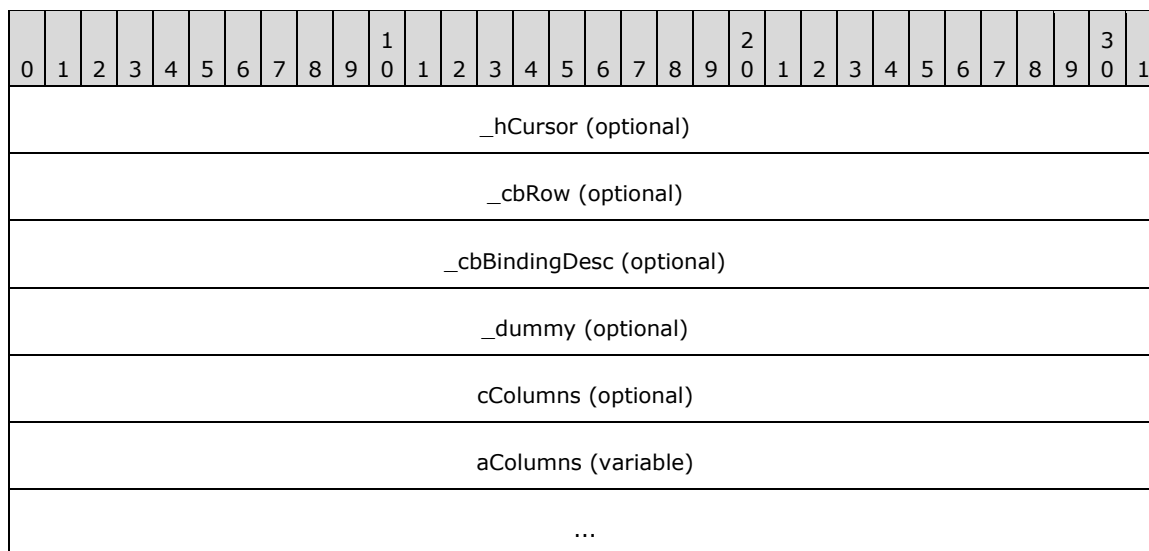 1 2 3
0 1 2 3 4 5 6 7 8 9 0 1 2 3 4 5 6 7 8 9 0 1 2 3 4 5 6 7 8 9 0 1
_hCursor (optional)
_cbRow (optional)
_cbBindingDesc (optional)
_dummy (optional)
cColumns (optional)
aColumns (variable)
...